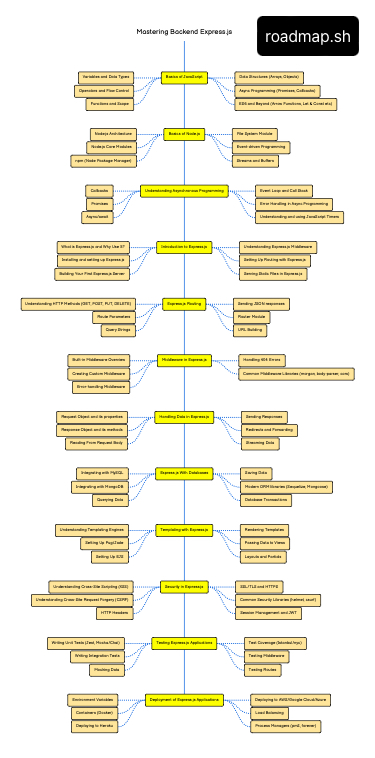 Mastering Backend Express.js
roadmap.sh
Variables and Data Types
Operators and Flow Control
Functions and Scope
Basics of JavaScript
Data Structures (Arrays, Objects)
Async Programming (Promises, Callbacks)
ES6 and Beyond (Arrow Functions, Let & Const etc)
Node.js Architecture
Node.js Core Modules
npm (Node Package Manager)
Basics of Node.js
File System Module
Event-driven Programming
Streams and Buffers
Callbacks
Promises
Async/await
Understanding Asynchronous Programming
Event Loop and Call Stack
Error Handling in Async Programming
Understanding and using JavaScript Timers
What is Express.js and Why Use It?
Installing and setting up Express.js
Building Your First Express.js Server
Introduction to Express.js
Understanding Express.js Middleware
Setting Up Routing with Express.js
Serving Static Files in Express.js
Understanding HTTP Methods (GET, POST, PUT, DELETE)
Route Parameters
Query Strings
Express.js Routing
Sending JSON responses
Router Module
URL Building
Built-in Middleware Overview
Creating Custom Middleware
Error-handling Middleware
Middleware in Express.js
Handling 404 Errors
Common Middleware Libraries (morgan, body-parser, cors)
Request Object and its properties
Response Object and its methods
Reading From Request Body
Handling Data in Express.js
Sending Responses
Redirects and Forwarding
Streaming Data
Integrating with MySQL
Integrating with MongoDB
Querying Data
Express.js With Databases
Saving Data
Modern ORM libraries (Sequelize, Mongoose)
Database Transactions
Understanding Templating Engines
Setting Up Pug/Jade
Setting Up EJS
Templating with Express.js
Rendering Templates
Passing Data to Views
Layouts and Partials
Understanding Cross-Site Scripting (XSS)
Understanding Cross-Site Request Forgery (CSRF)
HTTP Headers
Security in Express.js
SSL/TLS and HTTPS
Common Security Libraries (helmet, csurf)
Session Management and JWT
Writing Unit Tests (Jest, Mocha/Chai)
Writing Integration Tests
Mocking Data
Testing Express.js Applications
Test Coverage (Istanbul/nyc)
Testing Middleware
Testing Routes
Environment Variables
Containers (Docker)
Deploying to Heroku
Deployment of Express.js Applications
Deploying to AWS/Google Cloud/Azure
Load Balancing
Process Managers (pm2, forever)